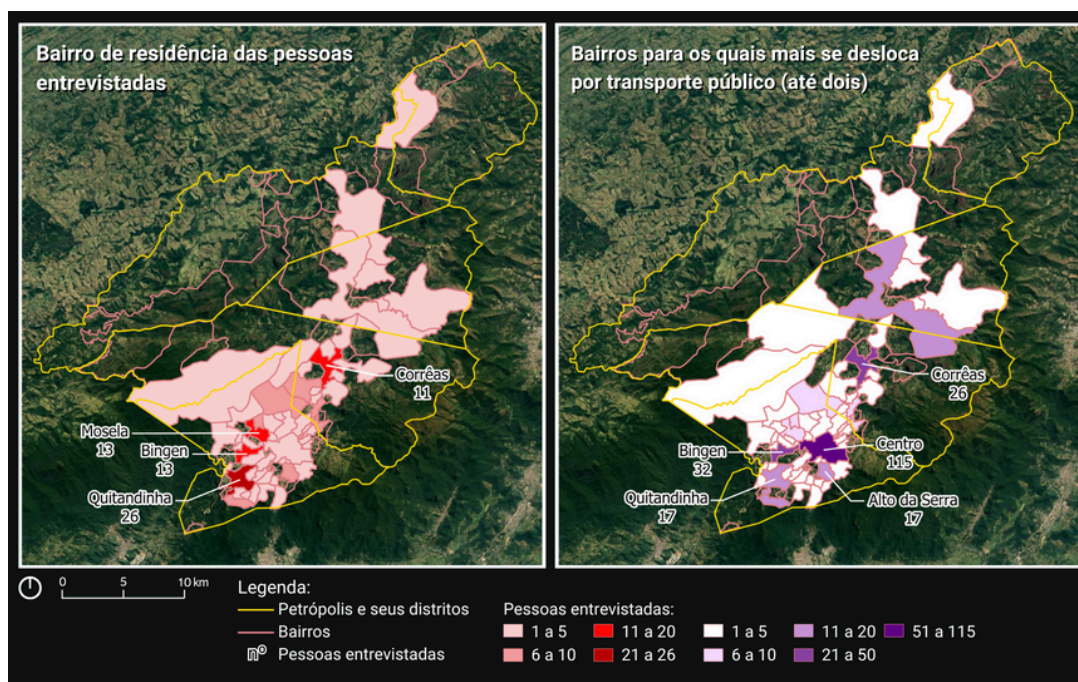 Bairro de residência das pessoas
entrevistadas
Corrêas
11
Mosela
13
Bingen
13
Quitandinha
26
Bairros para os quais mais se desloca
por transporte público (até dois)
Corrêas
26
Centro
115
Bingen
32
Quitandinha
17
Alto da Serra
17
0 5 10 km
Legenda:
Petrópolis e seus distritos
Bairros
nº Pessoas entrevistadas
Pessoas entrevistadas:
1 a 5 11 a 20 1 a 5 11 a 20 51 a 115
6 a 10 21 a 26 6 a 10 21 a 50